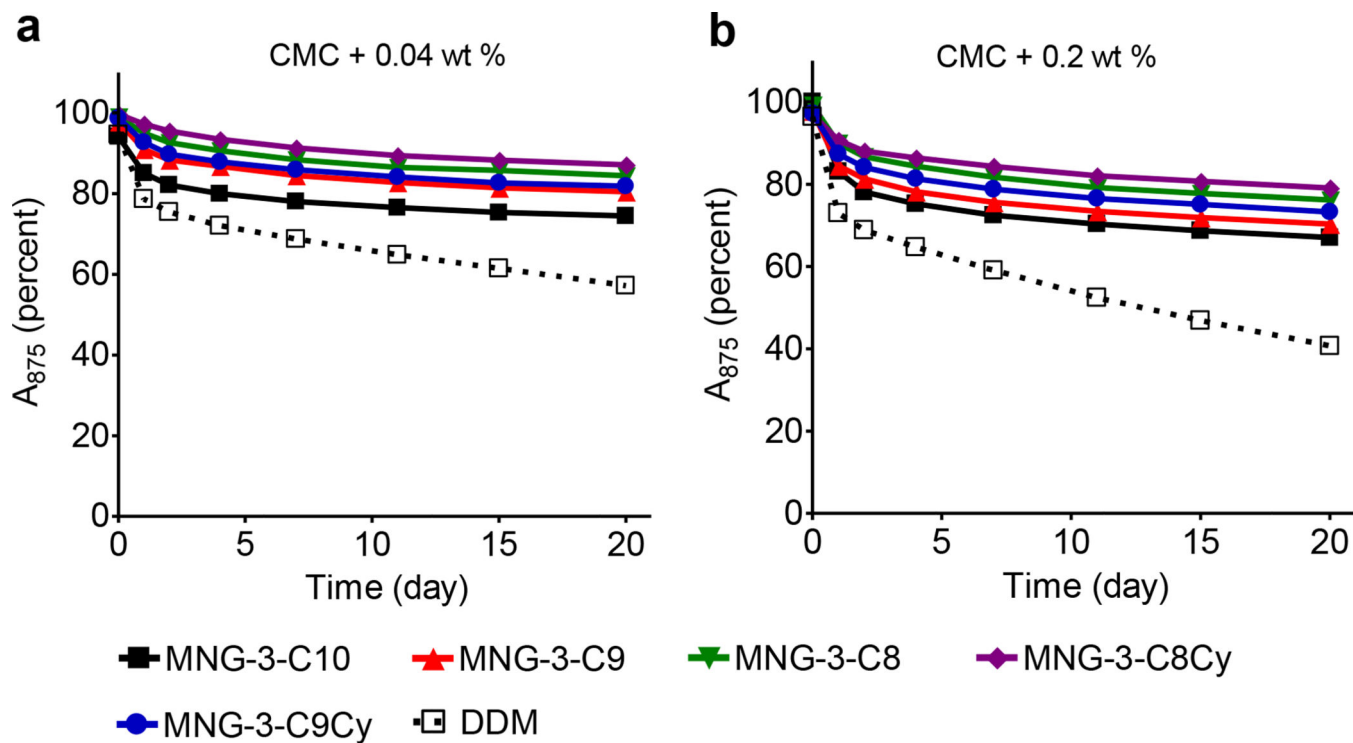 a
CMC + 0.04 wt %
100
80
60
40
20
0
A875 (percent)
0 5 10 15 20
Time (day)
b
CMC + 0.2 wt %
100
80
60
40
20
0
A875 (percent)
0 5 10 15 20
Time (day)
MNG-3-C10 MNG-3-C9 MNG-3-C8 MNG-3-C8Cy
MNG-3-C9Cy DDM